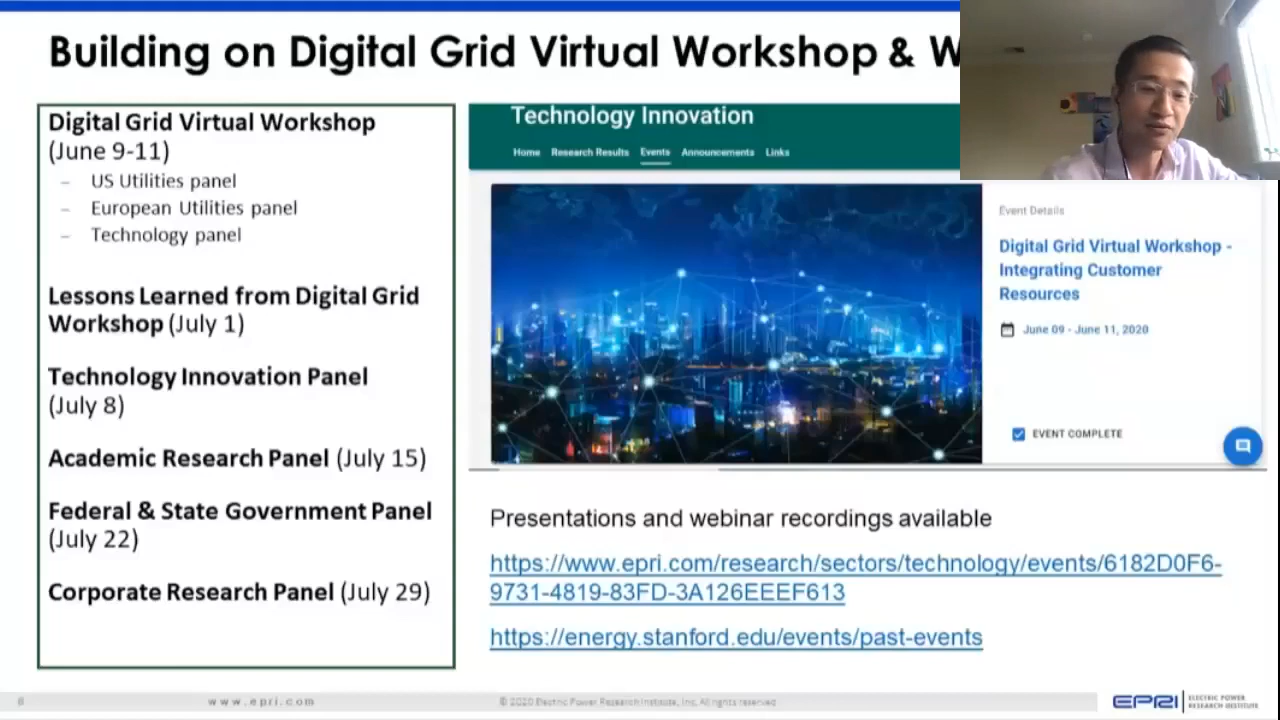 Building on Digital Grid Virtual Workshop & W
Digital Grid Virtual Workshop
(June 9-11)
– US Utilities panel
– European Utilities panel
– Technology panel
Lessons Learned from Digital Grid
Workshop (July 1)
Technology Innovation Panel
(July 8)
Academic Research Panel (July 15)
Federal & State Government Panel
(July 22)
Corporate Research Panel (July 29)
Technology Innovation
Home Research Results Events Announcements Links
Event Details
Digital Grid Virtual Workshop -
Integrating Customer
Resources
June 09 - June 11, 2020
EVENT COMPLETE
Presentations and webinar recordings available
https://www.epri.com/research/sectors/technology/events/6182D0F6-
9731-4819-83FD-3A126EEEF613
https://energy.stanford.edu/events/past-events
6
www.epri.com
© 2020 Electric Power Research Institute, Inc. All rights reserved.
EPRI
ELECTRIC POWER
RESEARCH INSTITUTE